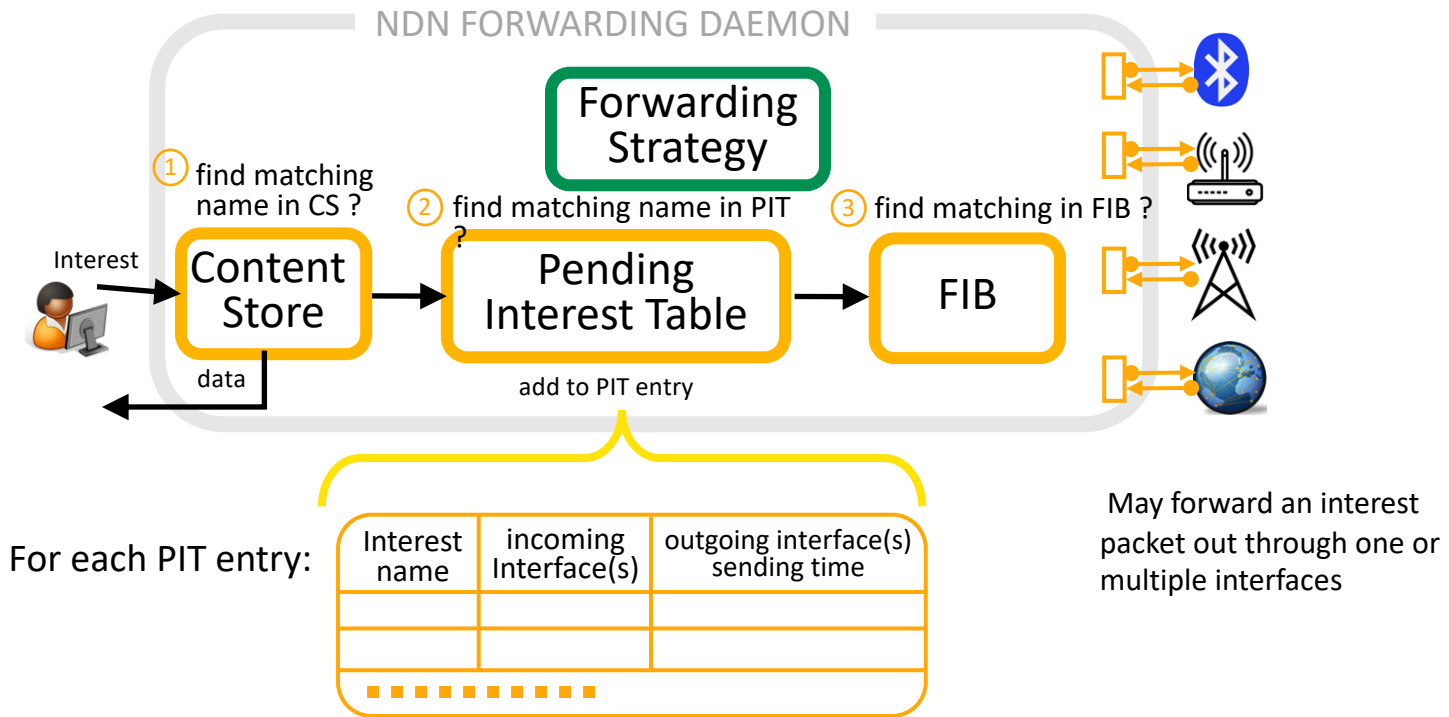 NDN FORWARDING DAEMON
Forwarding
Strategy
1
find matching
name in CS ?
2
find matching name in PIT
?
3
find matching in FIB ?
Interest
Content
Store
Pending
Interest Table
FIB
data
add to PIT entry
For each PIT entry:
Interest
name
incoming
Interface(s)
outgoing interface(s)
sending time
May forward an interest
packet out through one or
multiple interfaces